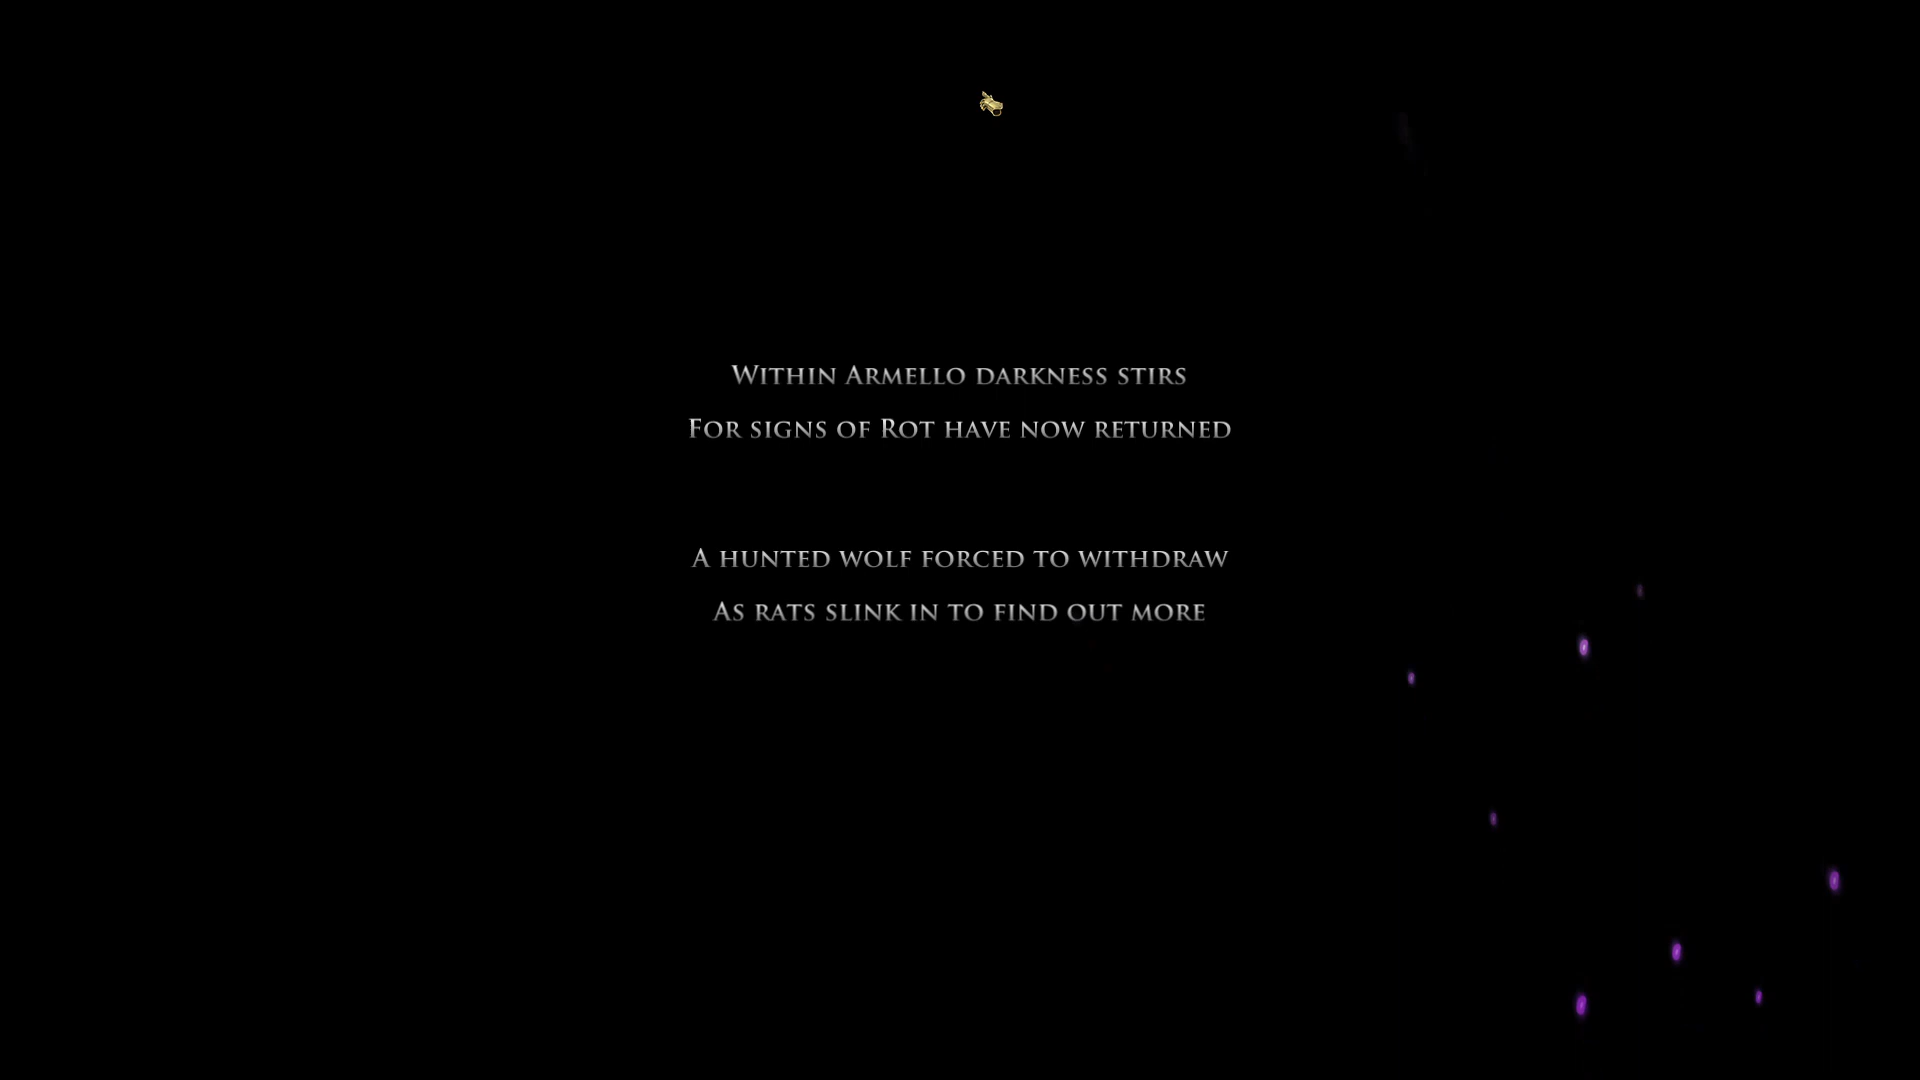 Within Armello darkness stirs
For signs of Rot have now returned
A hunted wolf forced to withdraw
As rats slink in to find out more